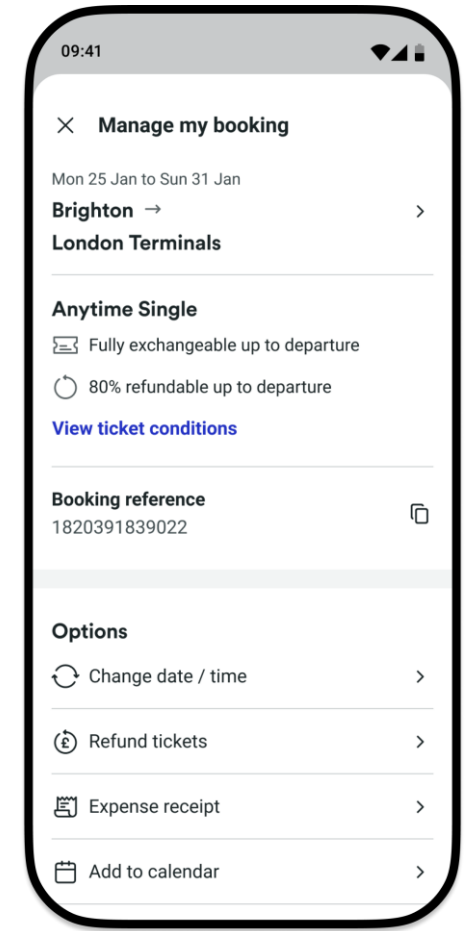 09:41
Manage my booking
Mon 25 Jan to Sun 31 Jan
Brighton →
London Terminals
Anytime Single
Fully exchangeable up to departure
80% refundable up to departure
View ticket conditions
Booking reference
1820391839022
Options
Change date / time
£ Refund tickets
Expense receipt
Add to calendar